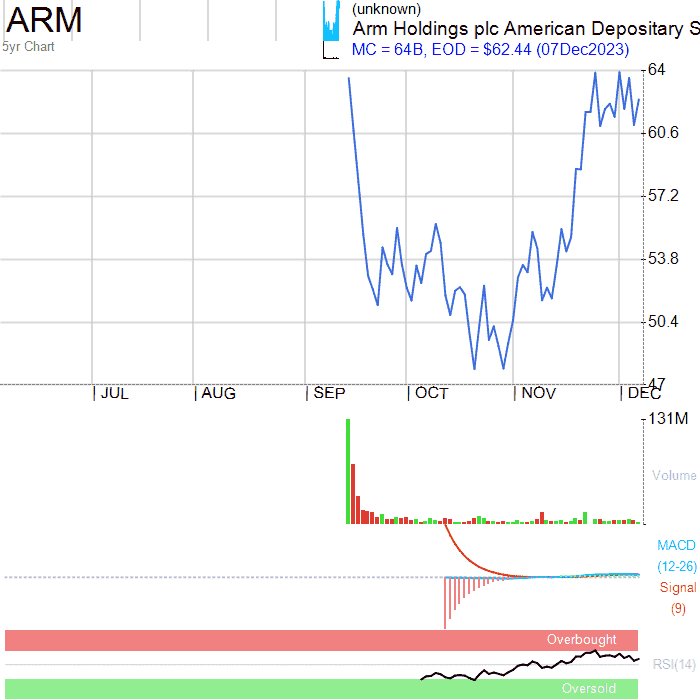 ARM
5yr Chart
(unknown)
Arm Holdings plc American Depositary S
MC = 64B, EOD = $62.44 (07Dec2023)
64
60.6
57.2
53.8
50.4
47
JUL
AUG
SEP
OCT
NOV
DEC
131M
Volume
MACD
(12-26)
Signal
(9)
Overbought
RSI(14)
Oversold